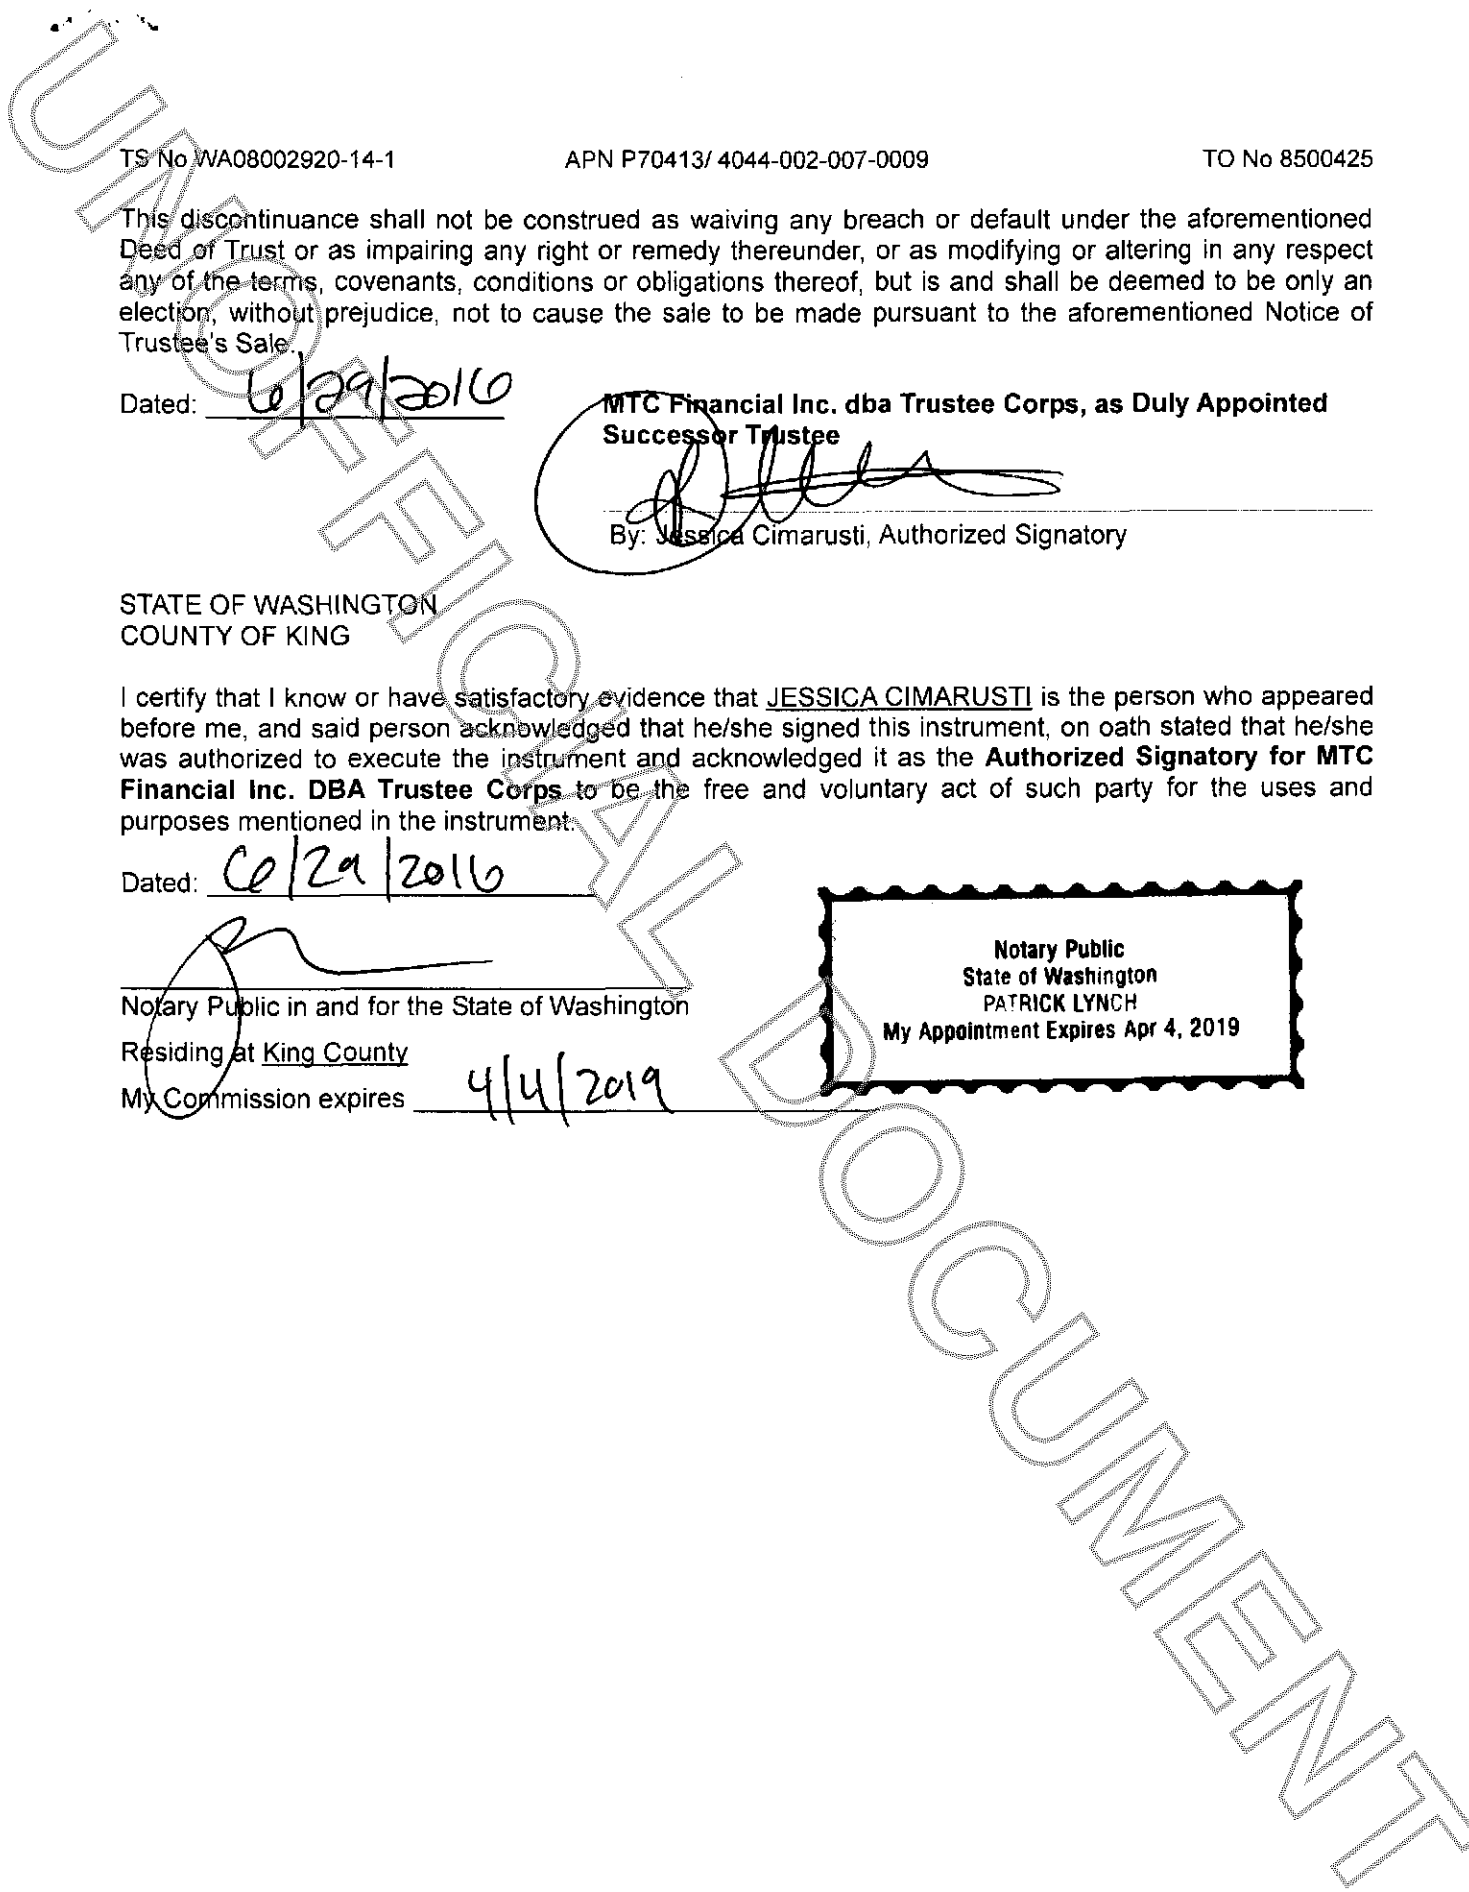 TS No WA08002920-14-1 APN P70413/ 4044-002-007-0009 TO No 8500425
This discontinuance shall not be construed as waiving any breach or default under the aforementioned
Deed of Trust or as impairing any right or remedy thereunder, or as modifying or altering in any respect
any of the terms, covenants, conditions or obligations thereof, but is and shall be deemed to be only an
election, without prejudice, not to cause the sale to be made pursuant to the aforementioned Notice of
Trustee's Sale.
Dated: 6/29/2016
MTC Financial Inc. dba Trustee Corps, as Duly Appointed
Successor Trustee
By: Jessica Cimarusti, Authorized Signatory
STATE OF WASHINGTON
COUNTY OF KING
I certify that I know or have satisfactory evidence that JESSICA CIMARUSTI is the person who appeared
before me, and said person acknowledged that he/she signed this instrument, on oath stated that he/she
was authorized to execute the instrument and acknowledged it as the Authorized Signatory for MTC
Financial Inc. DBA Trustee Corps to be the free and voluntary act of such party for the uses and
purposes mentioned in the instrument.
Dated: 6/29/2016
Notary Public in and for the State of Washington
Residing at King County
My Commission expires 4/4/2019
Notary Public
State of Washington
PATRICK LYNCH
My Appointment Expires Apr 4, 2019
UNOFFICIAL DOCUMENT